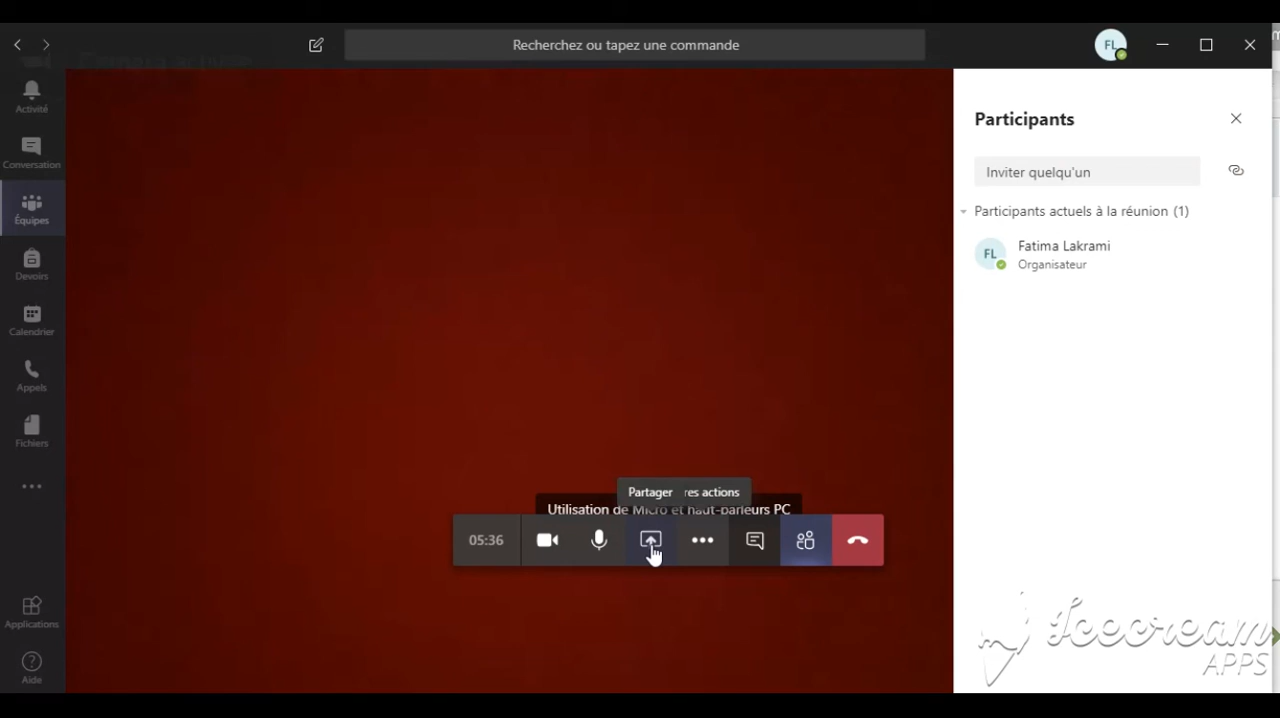 Recherchez ou tapez une commande
FL
Activité
Conversation
Équipes
Devoirs
Calendrier
Appels
Fichiers
Applications
Aide
Partager
res actions
Utilisation de Micro et haut-parleurs PC
05:36
Participants
Inviter quelqu'un
Participants actuels à la réunion (1)
FL
Fatima Lakrami
Organisateur
Icecream
APPS